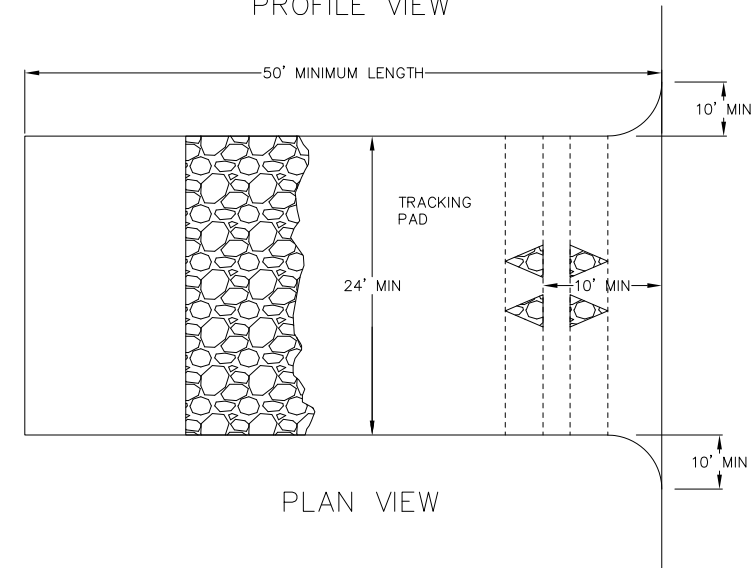 PROFILE VIEW
50' MINIMUM LENGTH
10' MIN
TRACKING
PAD
24' MIN
10' MIN
10' MIN
PLAN VIEW